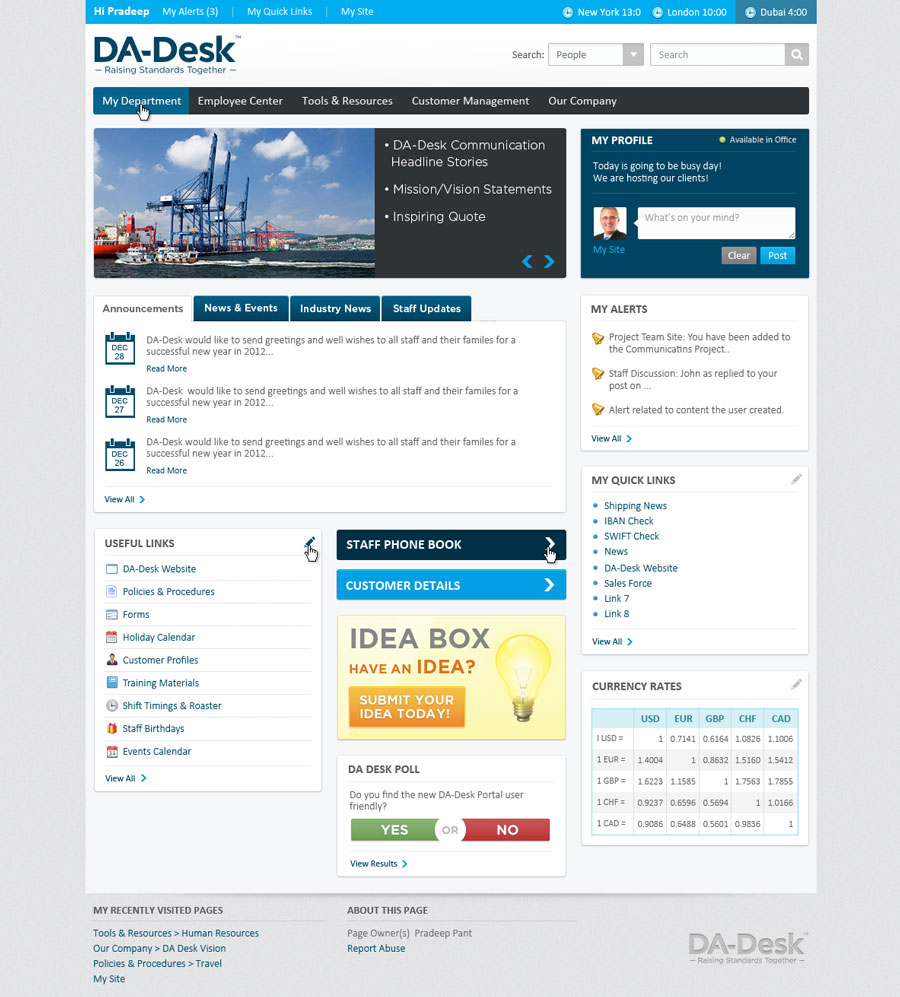 Hi Pradeep My Alerts (3) | My Quick Links | My Site New York 13:0 London 10:00 Dubai 4:00
DA-Desk™
– Raising Standards Together –
Search: People Search
My Department Employee Center Tools & Resources Customer Management Our Company
• DA-Desk Communication
Headline Stories
• Mission/Vision Statements
• Inspiring Quote
MY PROFILE Available in Office
Today is going to be busy day!
We are hosting our clients!
What's on your mind?
My Site
Clear Post
Announcements News & Events Industry News Staff Updates
DEC
28
DA-Desk would like to send greetings and well wishes to all staff and their familes for a
successful new year in 2012...
Read More
DEC
27
DA-Desk would like to send greetings and well wishes to all staff and their familes for a
successful new year in 2012...
Read More
DEC
26
DA-Desk would like to send greetings and well wishes to all staff and their familes for a
successful new year in 2012...
Read More
View All
MY ALERTS
Project Team Site: You have been added to
the Communicatins Project..
Staff Discussion: John as replied to your
post on ...
Alert related to content the user created.
View All
MY QUICK LINKS
Shipping News
IBAN Check
SWIFT Check
News
DA-Desk Website
Sales Force
Link 7
Link 8
View All
USEFUL LINKS
DA-Desk Website
Policies & Procedures
Forms
Holiday Calendar
Customer Profiles
Training Materials
Shift Timings & Roaster
Staff Birthdays
Events Calendar
View All
STAFF PHONE BOOK
CUSTOMER DETAILS
IDEA BOX
HAVE AN IDEA?
SUBMIT YOUR
IDEA TODAY!
DA DESK POLL
Do you find the new DA-Desk Portal user
friendly?
YES OR NO
View Results
CURRENCY RATES
USD EUR GBP CHF CAD
I USD = 1 0.7141 0.6164 1.0826 1.1006
1 EUR = 1.4004 1 0.8632 1.5160 1.5412
1 GBP = 1.6223 1.1585 1 1.7563 1.7855
1 CHF = 0.9237 0.6596 0.5694 1 1.0166
1 CAD = 0.9086 0.6488 0.5601 0.9836 1
MY RECENTLY VISITED PAGES
Tools & Resources > Human Resources
Our Company > DA Desk Vision
Policies & Procedures > Travel
My Site
ABOUT THIS PAGE
Page Owner(s) Pradeep Pant
Report Abuse
DA-Desk™
– Raising Standards Together –